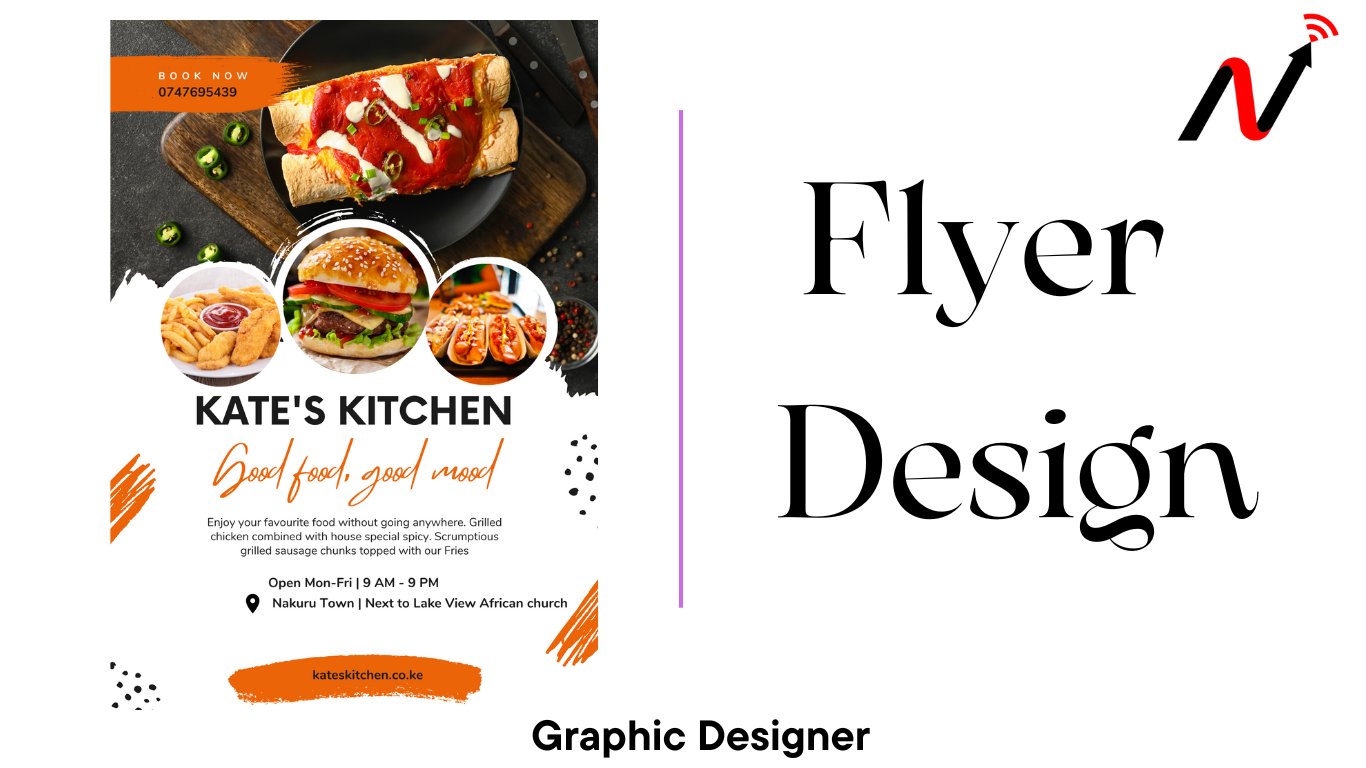 BOOK NOW
0747695439
KATE'S KITCHEN
Good food, good mood
Enjoy your favourite food without going anywhere. Grilled
chicken combined with house special spicy. Scrumptious
grilled sausage chunks topped with our Fries
Open Mon-Fri | 9 AM - 9 PM
Nakuru Town | Next to Lake View African church
kateskitchen.co.ke
Flyer
Design
Graphic Designer